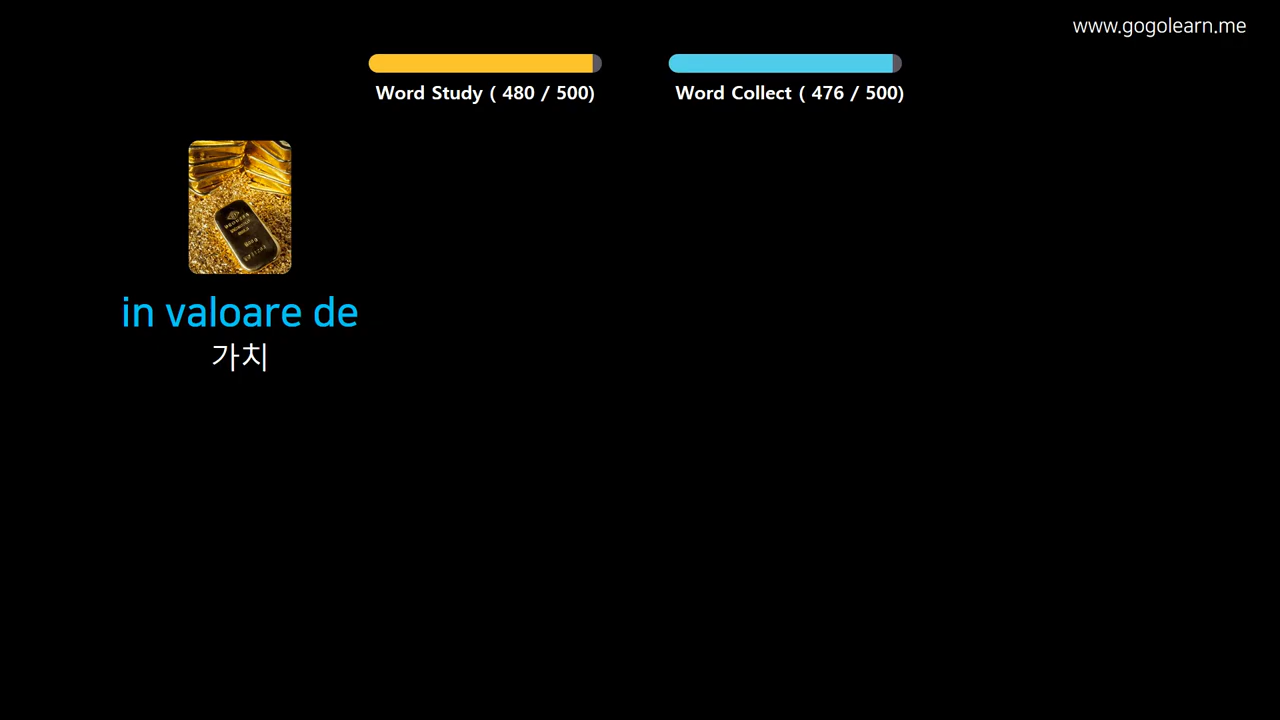 www.gogolearn.me
Word Study ( 480 / 500)
Word Collect ( 476 / 500)
in valoare de
가치